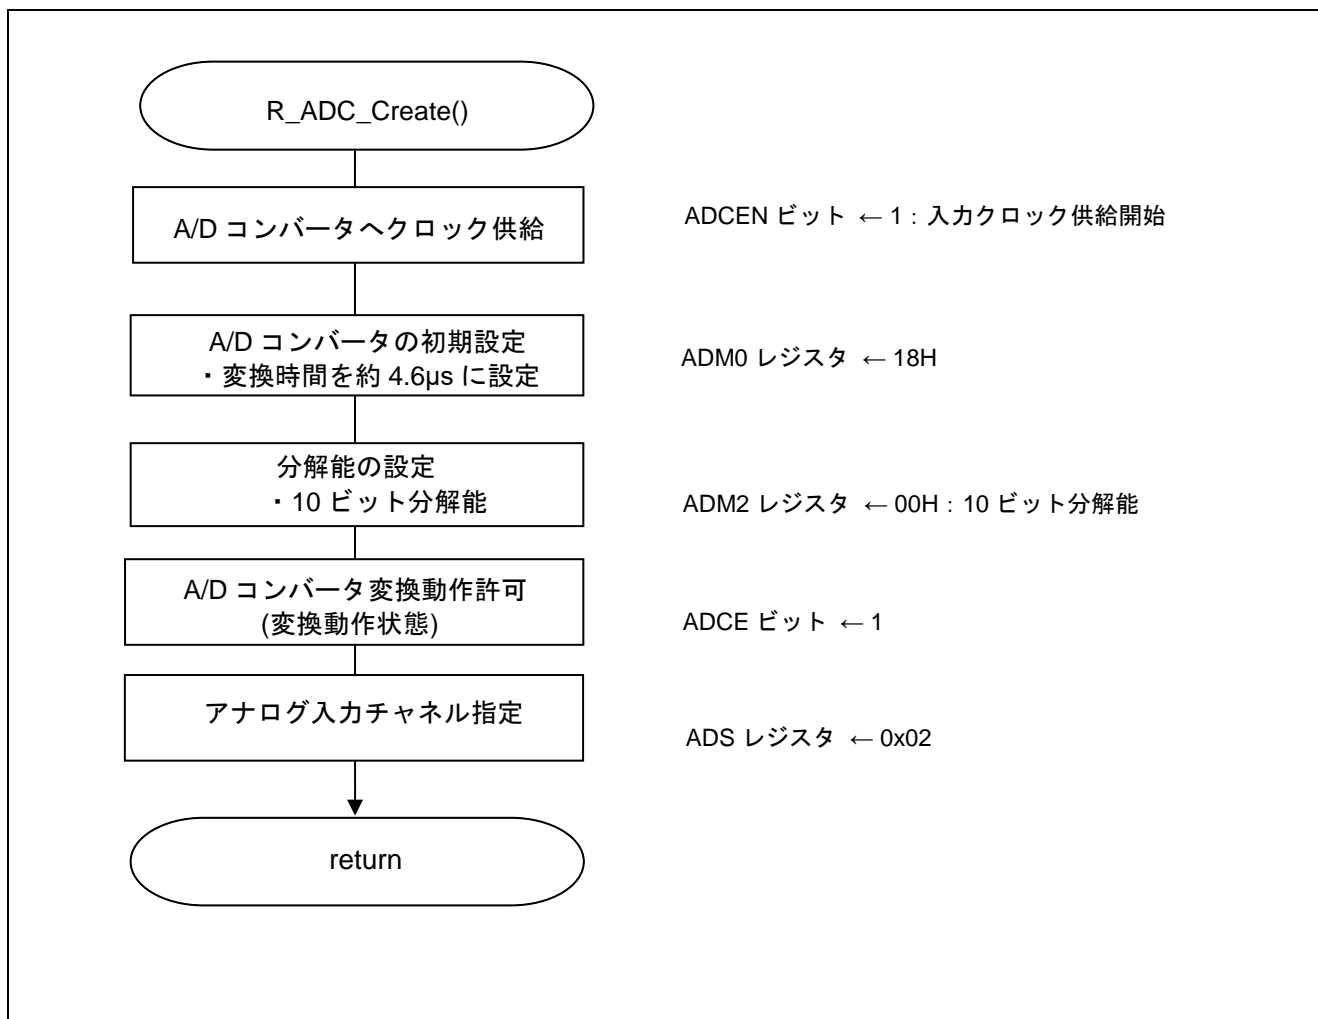 R_ADC_Create()
A/D コンバータへクロック供給
ADCEN ビット ← 1：入力クロック供給開始
A/D コンバータの初期設定
・変換時間を約 4.6µs に設定
ADM0 レジスタ ← 18H
分解能の設定
・10 ビット分解能
ADM2 レジスタ ← 00H：10 ビット分解能
A/D コンバータ変換動作許可
(変換動作状態)
ADCE ビット ← 1
アナログ入力チャネル指定
ADS レジスタ ← 0x02
return